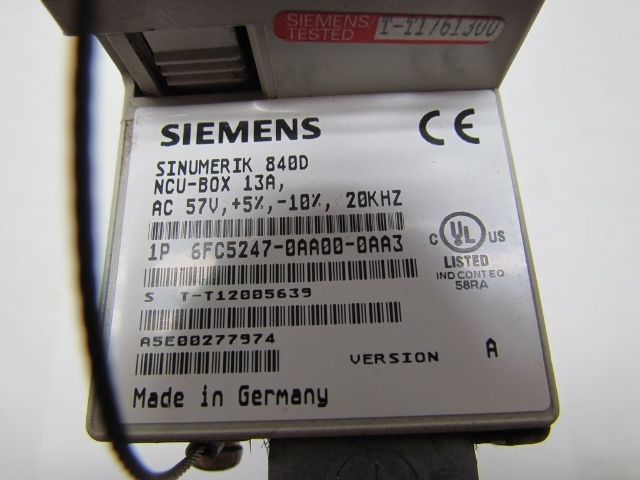 SIEMENS/
TESTED
T-T1761300
SIEMENS
CE
SINUMERIK 840D
NCU-BOX 13A,
AC 57V,+5%,-10%, 20KHZ
1P 6FC5247-0AA00-0AA3
C UL US
LISTED
IND CONT EQ
58RA
S T-T12005639
A5E00277974
VERSION A
Made in Germany